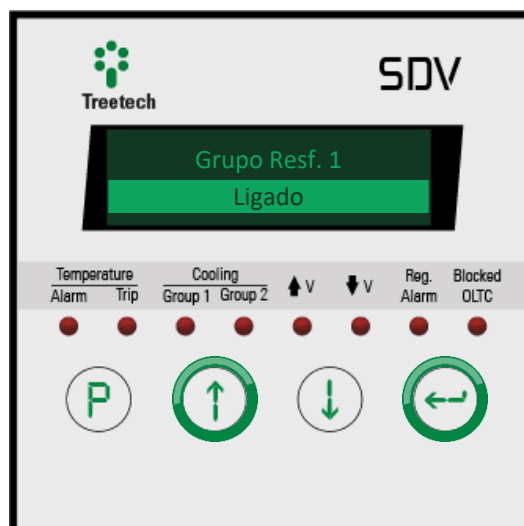 Treetech
SDV
Grupo Resf. 1
Ligado
Temperature
Alarm Trip
Cooling
Group 1 Group 2
V
V
Reg.
Alarm
Blocked
OLTC
P